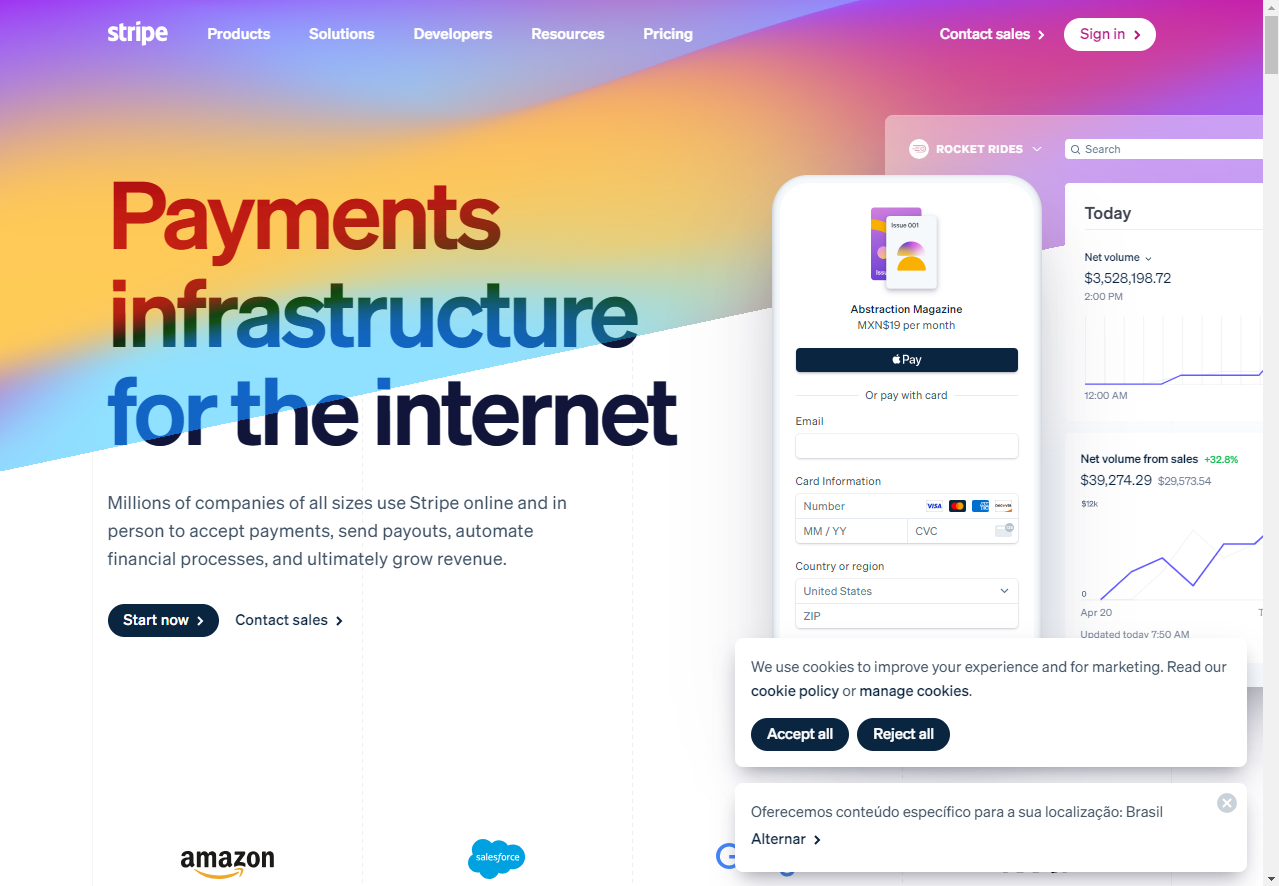 stripe
Products
Solutions
Developers
Resources
Pricing
Contact sales
Sign in
Payments
infrastructure
for the internet
Millions of companies of all sizes use Stripe online and in
person to accept payments, send payouts, automate
financial processes, and ultimately grow revenue.
Start now
Contact sales
ROCKET RIDES
Search
Today
Net volume
$3,528,198.72
2:00 PM
12:00 AM
Net volume from sales +32.8%
$39,274.29 $29,573.54
$12k
0
Apr 20
Updated today 7:50 AM
Issue 001
Abstraction Magazine
MXN$19 per month
Pay
Or pay with card
Email
Card Information
Number
VISA
MM / YY
CVC
Country or region
United States
ZIP
We use cookies to improve your experience and for marketing. Read our
cookie policy or manage cookies.
Accept all
Reject all
Oferecemos conteúdo específico para a sua localização: Brasil
Alternar
amazon
salesforce